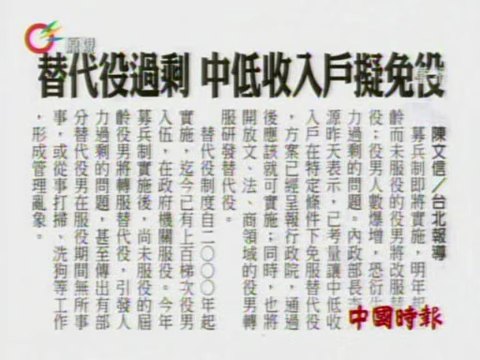 原視
替代役過剩 中低收入戶擬免役
陳文信/台北報導
募兵制即將實施,明年
齡而未服役的役男將改服替
役;役男人數爆增,恐衍生
力過剩的問題。內政部長李
源昨天表示,已考量讓中低收
入戶在特定條件下免服替代役
,方案已經呈報行政院,通過
後應該就可實施;同時,也將
開放文、法、商領域的役男轉
服研發替代役。
替代役制度自二○○○年起
實施,迄今已有上百梯次役男
入伍,在政府機關服役。今年
募兵制實施後,尚未服役的屆
齡役男將轉服替代役,引發人
力過剩的問題,甚至傳出有部
分替代役男在服役期間無所事
事,或從事打掃、洗狗等工作
,形成管理亂象。
中國時報